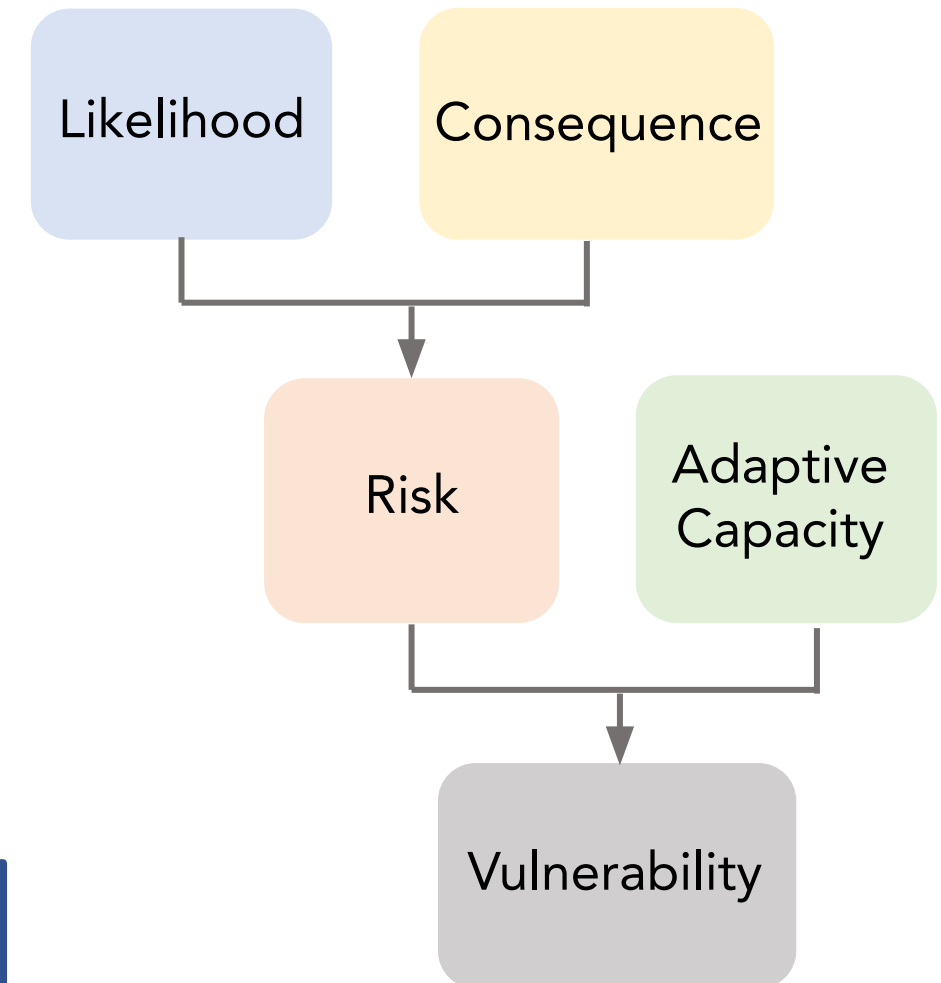 Likelihood
Consequence
Risk
Adaptive
Capacity
Vulnerability